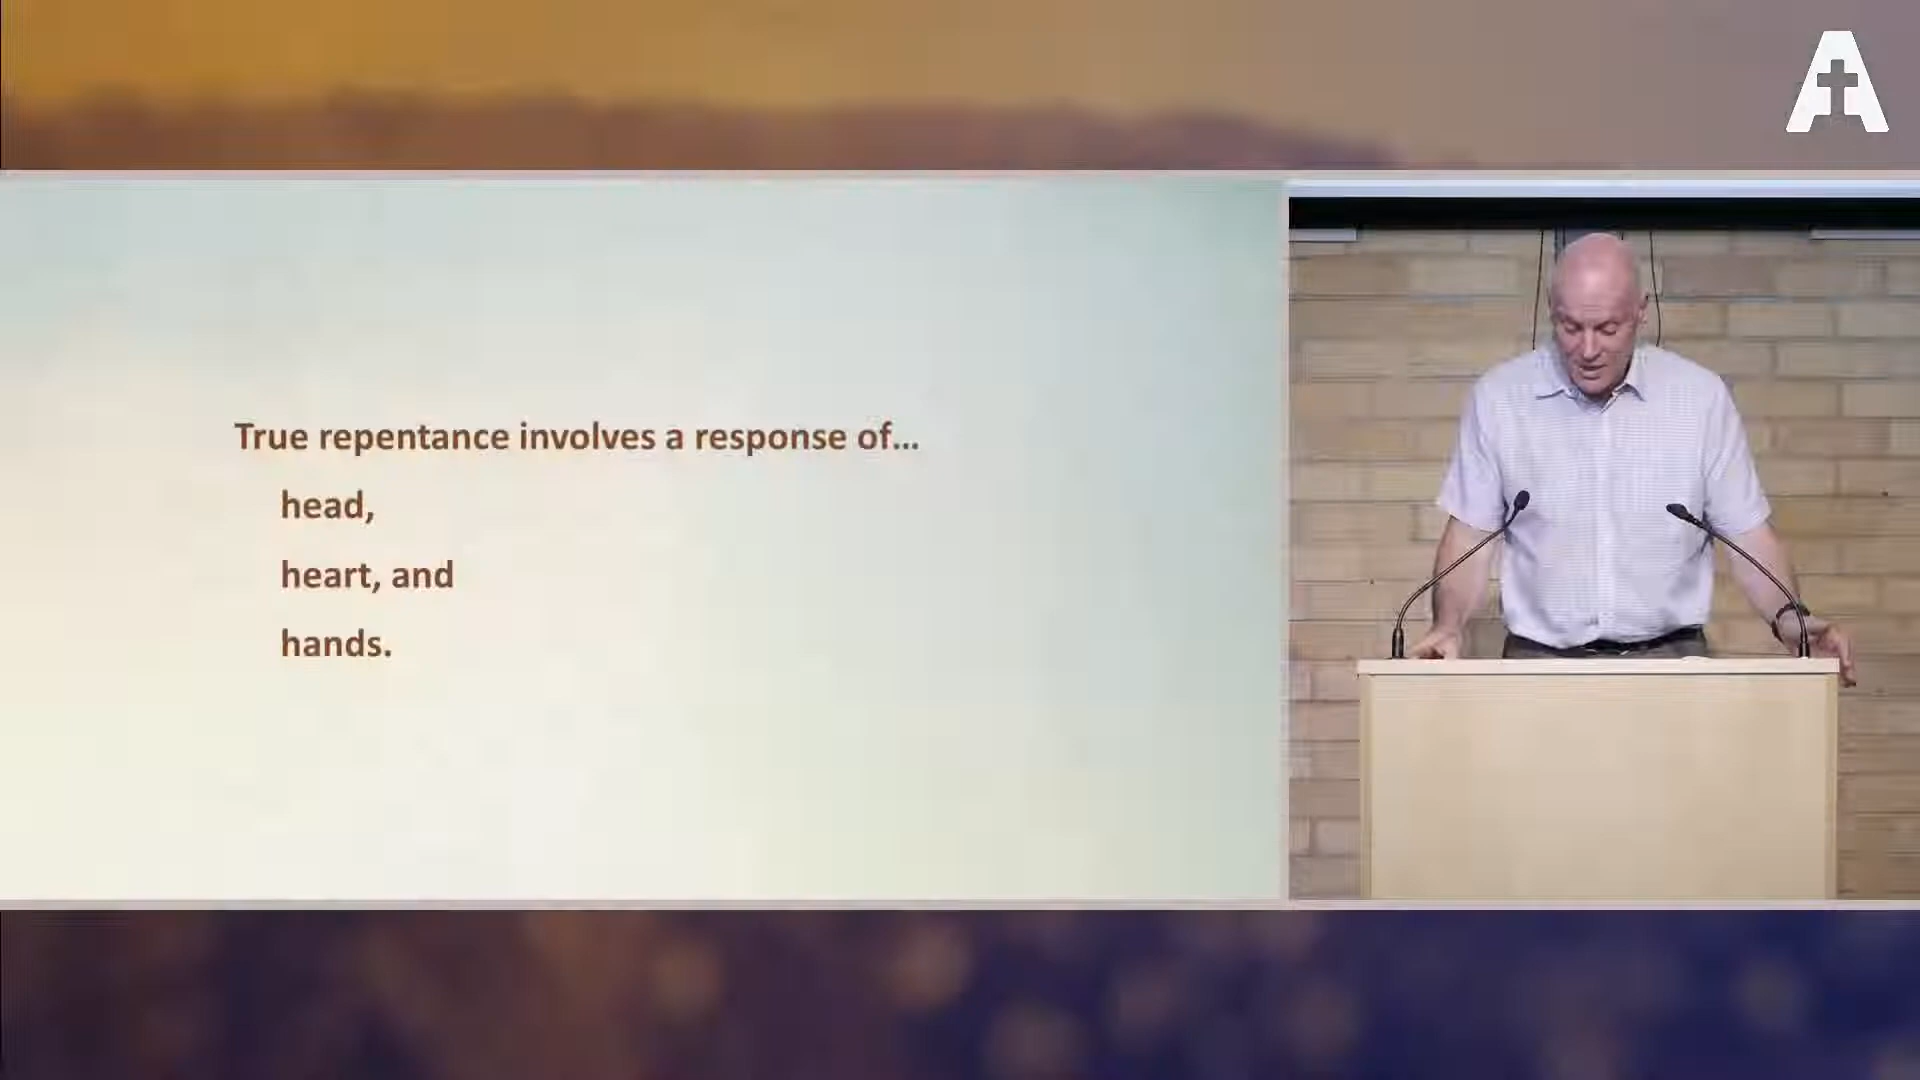 A
True repentance involves a response of...
head,
heart, and
hands.